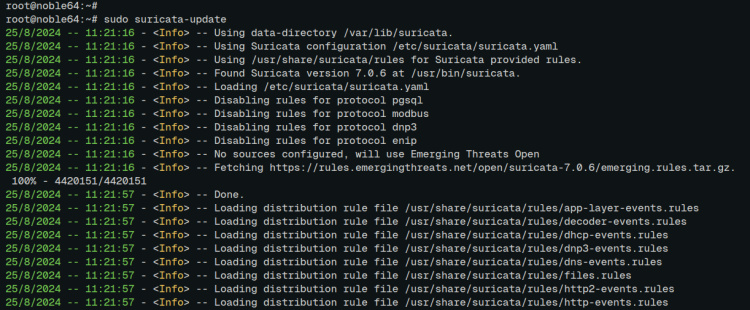 root@noble64:~#
root@noble64:~# sudo suricata-update
25/8/2024 -- 11:21:16 - <Info> -- Using data-directory /var/lib/suricata.
25/8/2024 -- 11:21:16 - <Info> -- Using Suricata configuration /etc/suricata/suricata.yaml
25/8/2024 -- 11:21:16 - <Info> -- Using /usr/share/suricata/rules for Suricata provided rules.
25/8/2024 -- 11:21:16 - <Info> -- Found Suricata version 7.0.6 at /usr/bin/suricata.
25/8/2024 -- 11:21:16 - <Info> -- Loading /etc/suricata/suricata.yaml
25/8/2024 -- 11:21:16 - <Info> -- Disabling rules for protocol pgsql
25/8/2024 -- 11:21:16 - <Info> -- Disabling rules for protocol modbus
25/8/2024 -- 11:21:16 - <Info> -- Disabling rules for protocol dnp3
25/8/2024 -- 11:21:16 - <Info> -- Disabling rules for protocol enip
25/8/2024 -- 11:21:16 - <Info> -- No sources configured, will use Emerging Threats Open
25/8/2024 -- 11:21:16 - <Info> -- Fetching https://rules.emergingthreats.net/open/suricata-7.0.6/emerging.rules.tar.gz.
 100% - 4420151/4420151
25/8/2024 -- 11:21:57 - <Info> -- Done.
25/8/2024 -- 11:21:57 - <Info> -- Loading distribution rule file /usr/share/suricata/rules/app-layer-events.rules
25/8/2024 -- 11:21:57 - <Info> -- Loading distribution rule file /usr/share/suricata/rules/decoder-events.rules
25/8/2024 -- 11:21:57 - <Info> -- Loading distribution rule file /usr/share/suricata/rules/dhcp-events.rules
25/8/2024 -- 11:21:57 - <Info> -- Loading distribution rule file /usr/share/suricata/rules/dnp3-events.rules
25/8/2024 -- 11:21:57 - <Info> -- Loading distribution rule file /usr/share/suricata/rules/dns-events.rules
25/8/2024 -- 11:21:57 - <Info> -- Loading distribution rule file /usr/share/suricata/rules/files.rules
25/8/2024 -- 11:21:57 - <Info> -- Loading distribution rule file /usr/share/suricata/rules/http2-events.rules
25/8/2024 -- 11:21:57 - <Info> -- Loading distribution rule file /usr/share/suricata/rules/http-events.rules